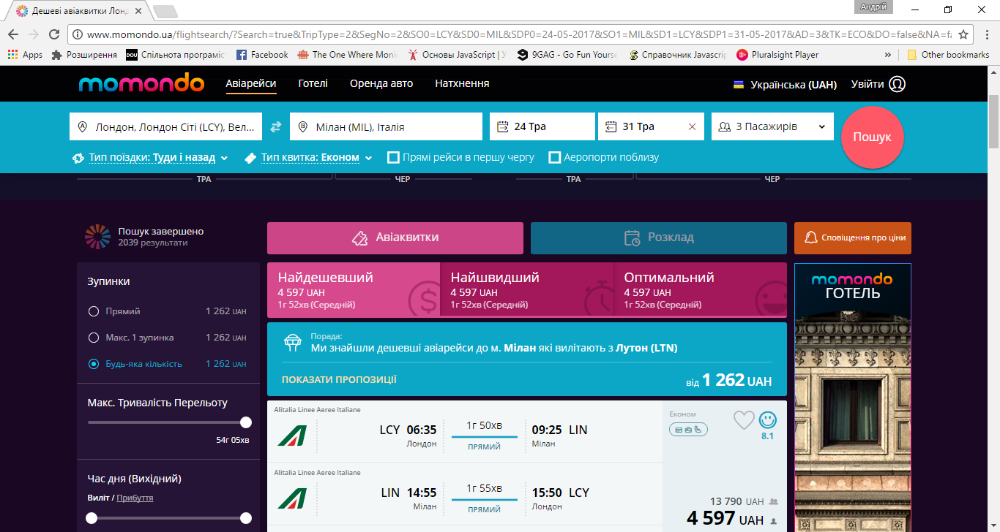 Дешеві авіаквитки Лонд
Андрій
www.momondo.ua/flightsearch/?Search=true&TripType=2&SegNo=2&SO0=LCY&SD0=MIL&SDP0=24-05-2017&SO1=MIL&SD1=LCY&SDP1=31-05-2017&AD=3&TK=ECO&DO=false&NA=fa
Apps Розширення DOU Спільнота програміс Facebook The One Where Moni Основы JavaScript | У 9GAG - Go Fun Yourse Справочник Javascrip Pluralsight Player » Other bookmarks
momondo Авіарейси Готелі Оренда авто Натхнення Українська (UAH) Увійти
A Лондон, Лондон Сіті (LCY), Вел... B Мілан (MIL), Італія 24 Тра 31 Тра 3 Пасажирів Пошук
Тип поїздки: Туди і назад Тип квитка: Економ Прямі рейси в першу чергу Аеропорти поблизу
ТРА ЧЕР ТРА ЧЕР
Пошук завершено
2039 результати
Авіаквитки Розклад Сповіщення про ціни
Зупинки
Прямий 1 262 UAH
Макс. 1 зупинка 1 262 UAH
Будь-яка кількість 1 262 UAH
Макс. Тривалість Перельоту
54г 05хв
Час дня (Вихідний)
Виліт / Прибуття
Найдешевший
4 597 UAH
1г 52хв (Середній)
Найшвидший
4 597 UAH
1г 52хв (Середній)
Оптимальний
4 597 UAH
1г 52хв (Середній)
Порада:
Ми знайшли дешевші авіарейси до м. Мілан які вилітають з Лутон (LTN)
ПОКАЗАТИ ПРОПОЗИЦІЇ від 1 262 UAH
Alitalia Linee Aeree Italiane
LCY 06:35 1г 50хв 09:25 LIN
Лондон ПРЯМИЙ Мілан
Alitalia Linee Aeree Italiane
LIN 14:55 1г 55хв 15:50 LCY
Мілан ПРЯМИЙ Лондон
Економ
8.1
13 790 UAH
4 597 UAH
momondo
ГОТЕЛЬ